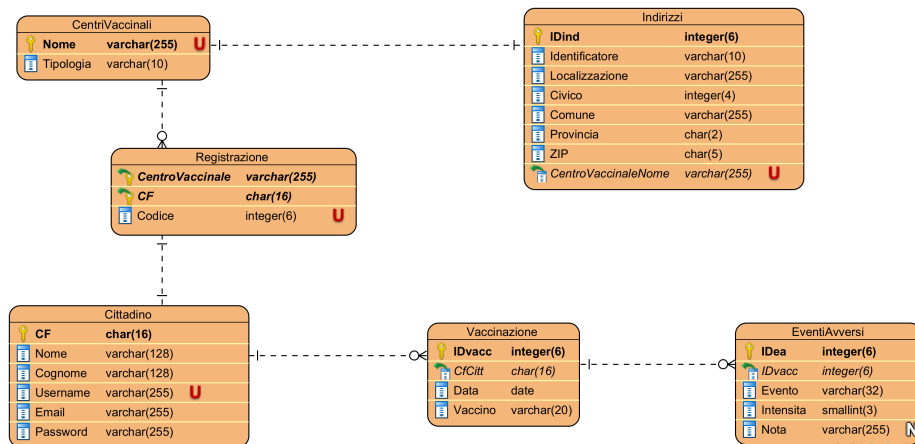 CentriVaccinali
Nome varchar(255) U
Tipologia varchar(10)
Indirizzi
IDind integer(6)
Identificatore varchar(10)
Localizzazione varchar(255)
Civico integer(4)
Comune varchar(255)
Provincia char(2)
ZIP char(5)
CentroVaccinaleNome varchar(255) U
Registrazione
CentroVaccinale varchar(255)
CF char(16)
Codice integer(6) U
Cittadino
CF char(16)
Nome varchar(128)
Cognome varchar(128)
Username varchar(255) U
Email varchar(255)
Password varchar(255)
Vaccinazione
IDvacc integer(6)
CfCitt char(16)
Data date
Vaccino varchar(20)
EventiAvversi
IDea integer(6)
IDvacc integer(6)
Evento varchar(32)
Intensita smallint(3)
Nota varchar(255) N